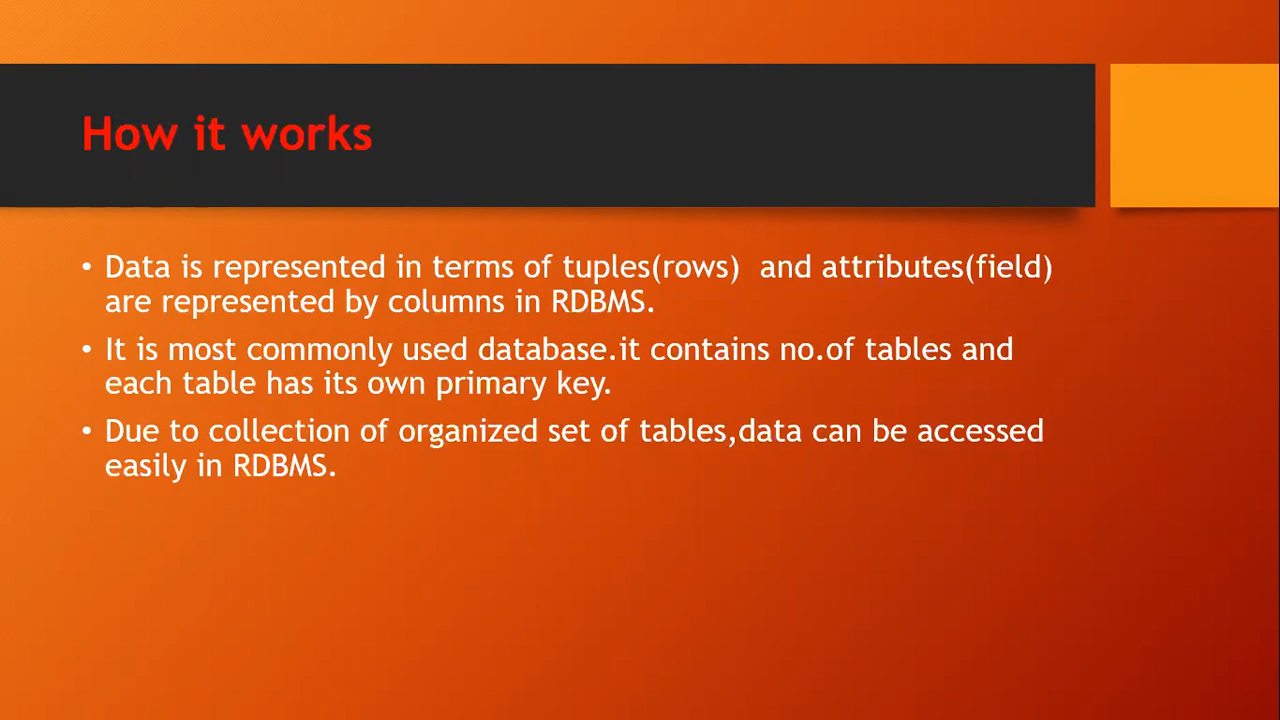 How it works
• Data is represented in terms of tuples(rows)  and attributes(field)
are represented by columns in RDBMS.
• It is most commonly used database.it contains no.of tables and
each table has its own primary key.
• Due to collection of organized set of tables,data can be accessed
easily in RDBMS.